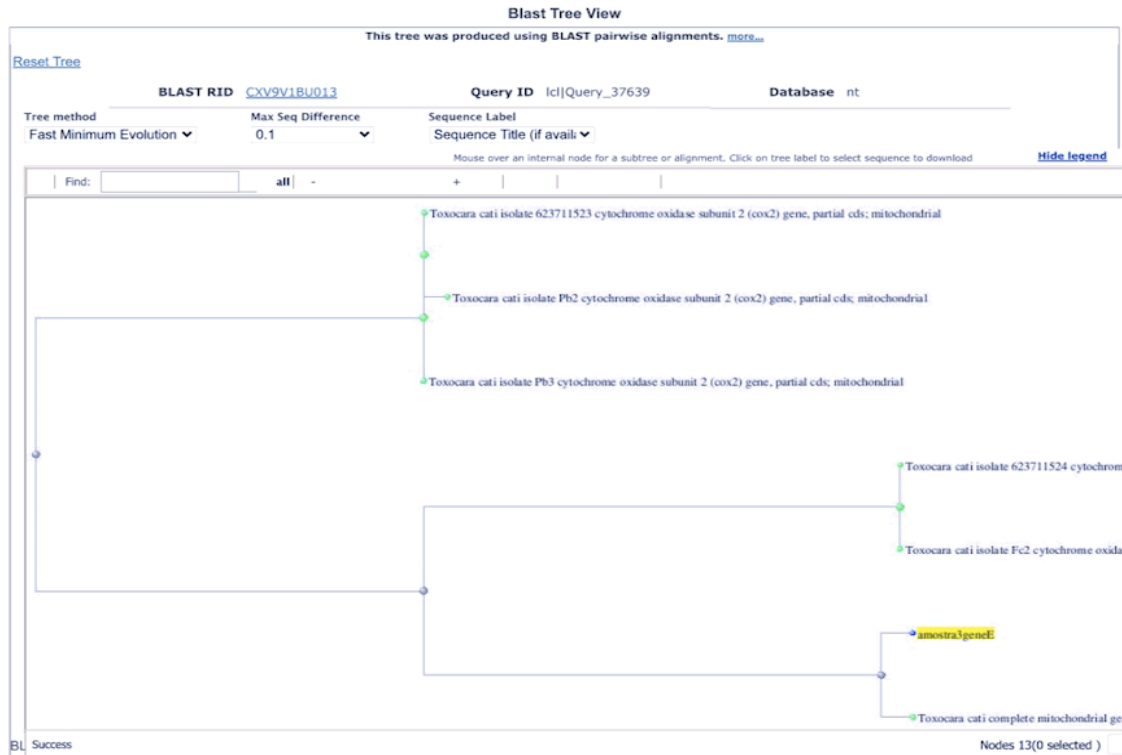 Blast Tree View
This tree was produced using BLAST pairwise alignments. more...
Reset Tree
BLAST RID CXV9V1BU013 Query ID lcl|Query_37639 Database nt
Tree method Max Seq Difference Sequence Label
Fast Minimum Evolution 0.1 Sequence Title (if availa
Mouse over an internal node for a subtree or alignment. Click on tree label to select sequence to download Hide legend
Find: all - +
Toxocara cati isolate 623711523 cytochrome oxidase subunit 2 (cox2) gene, partial cds; mitochondrial
Toxocara cati isolate Pb2 cytochrome oxidase subunit 2 (cox2) gene, partial cds; mitochondrial
Toxocara cati isolate Pb3 cytochrome oxidase subunit 2 (cox2) gene, partial cds; mitochondrial
Toxocara cati isolate 623711524 cytochrom
Toxocara cati isolate Fc2 cytochrome oxida
amostra3geneE
Toxocara cati complete mitochondrial ge
BL Success Nodes 13(0 selected )